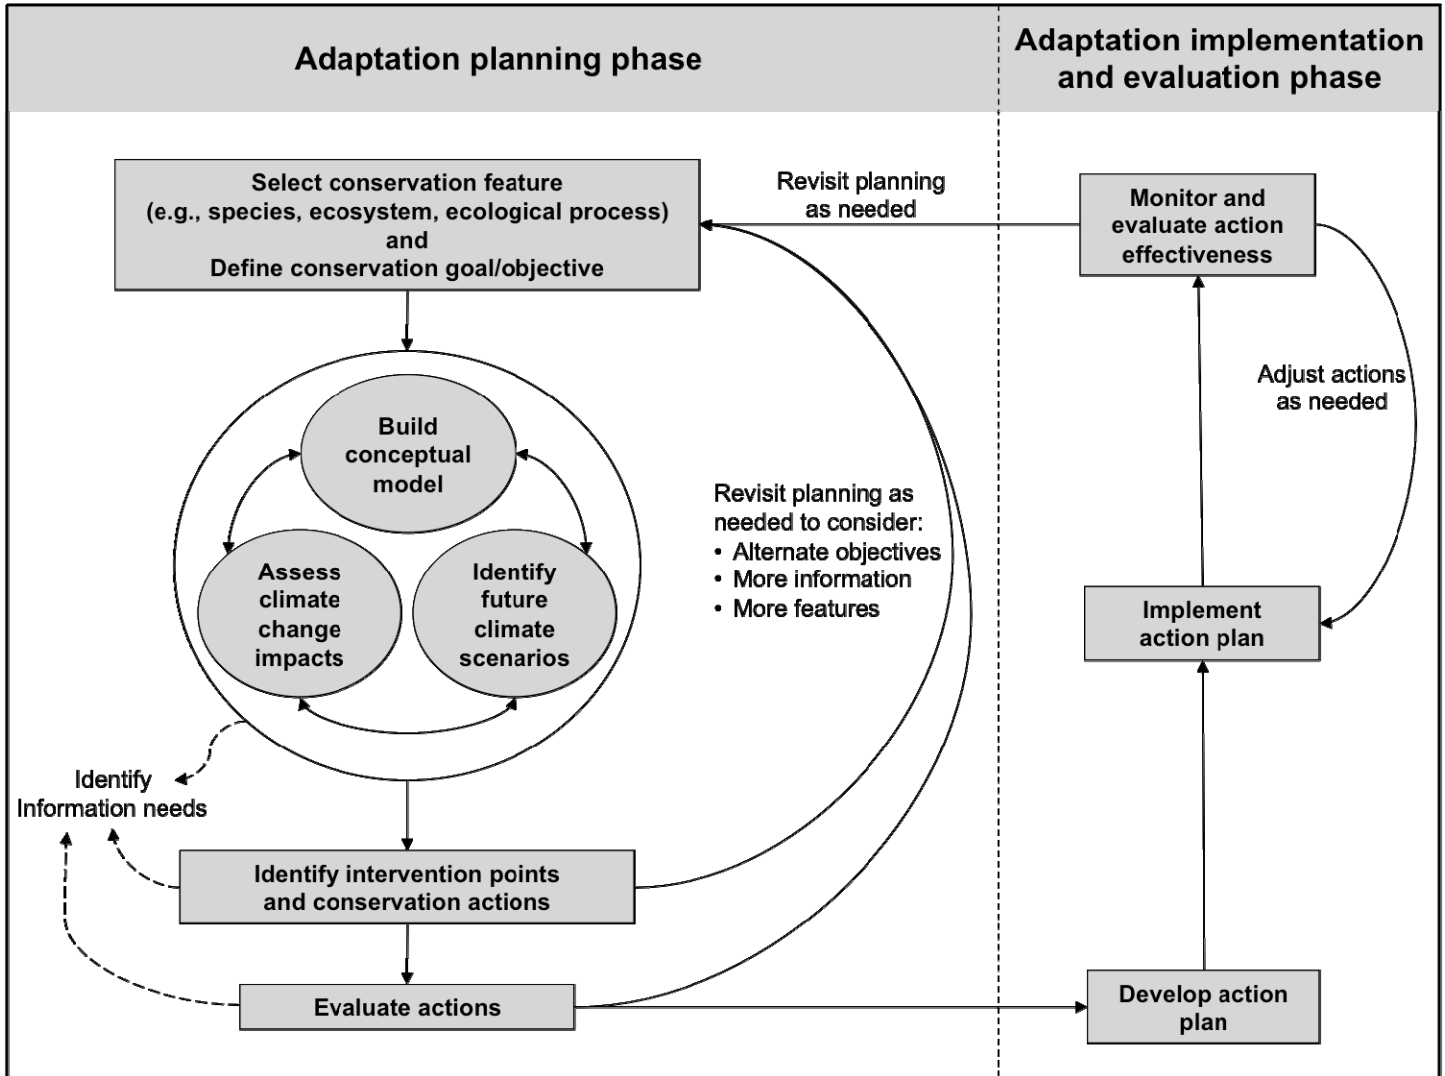 Adaptation planning phase
Adaptation implementation
and evaluation phase
Select conservation feature
(e.g., species, ecosystem, ecological process)
and
Define conservation goal/objective
Revisit planning
as needed
Monitor and
evaluate action
effectiveness
Adjust actions
as needed
Build
conceptual
model
Assess
climate
change
impacts
Identify
future
climate
scenarios
Revisit planning as
needed to consider:
• Alternate objectives
• More information
• More features
Implement
action plan
Identify
Information needs
Identify intervention points
and conservation actions
Evaluate actions
Develop action
plan